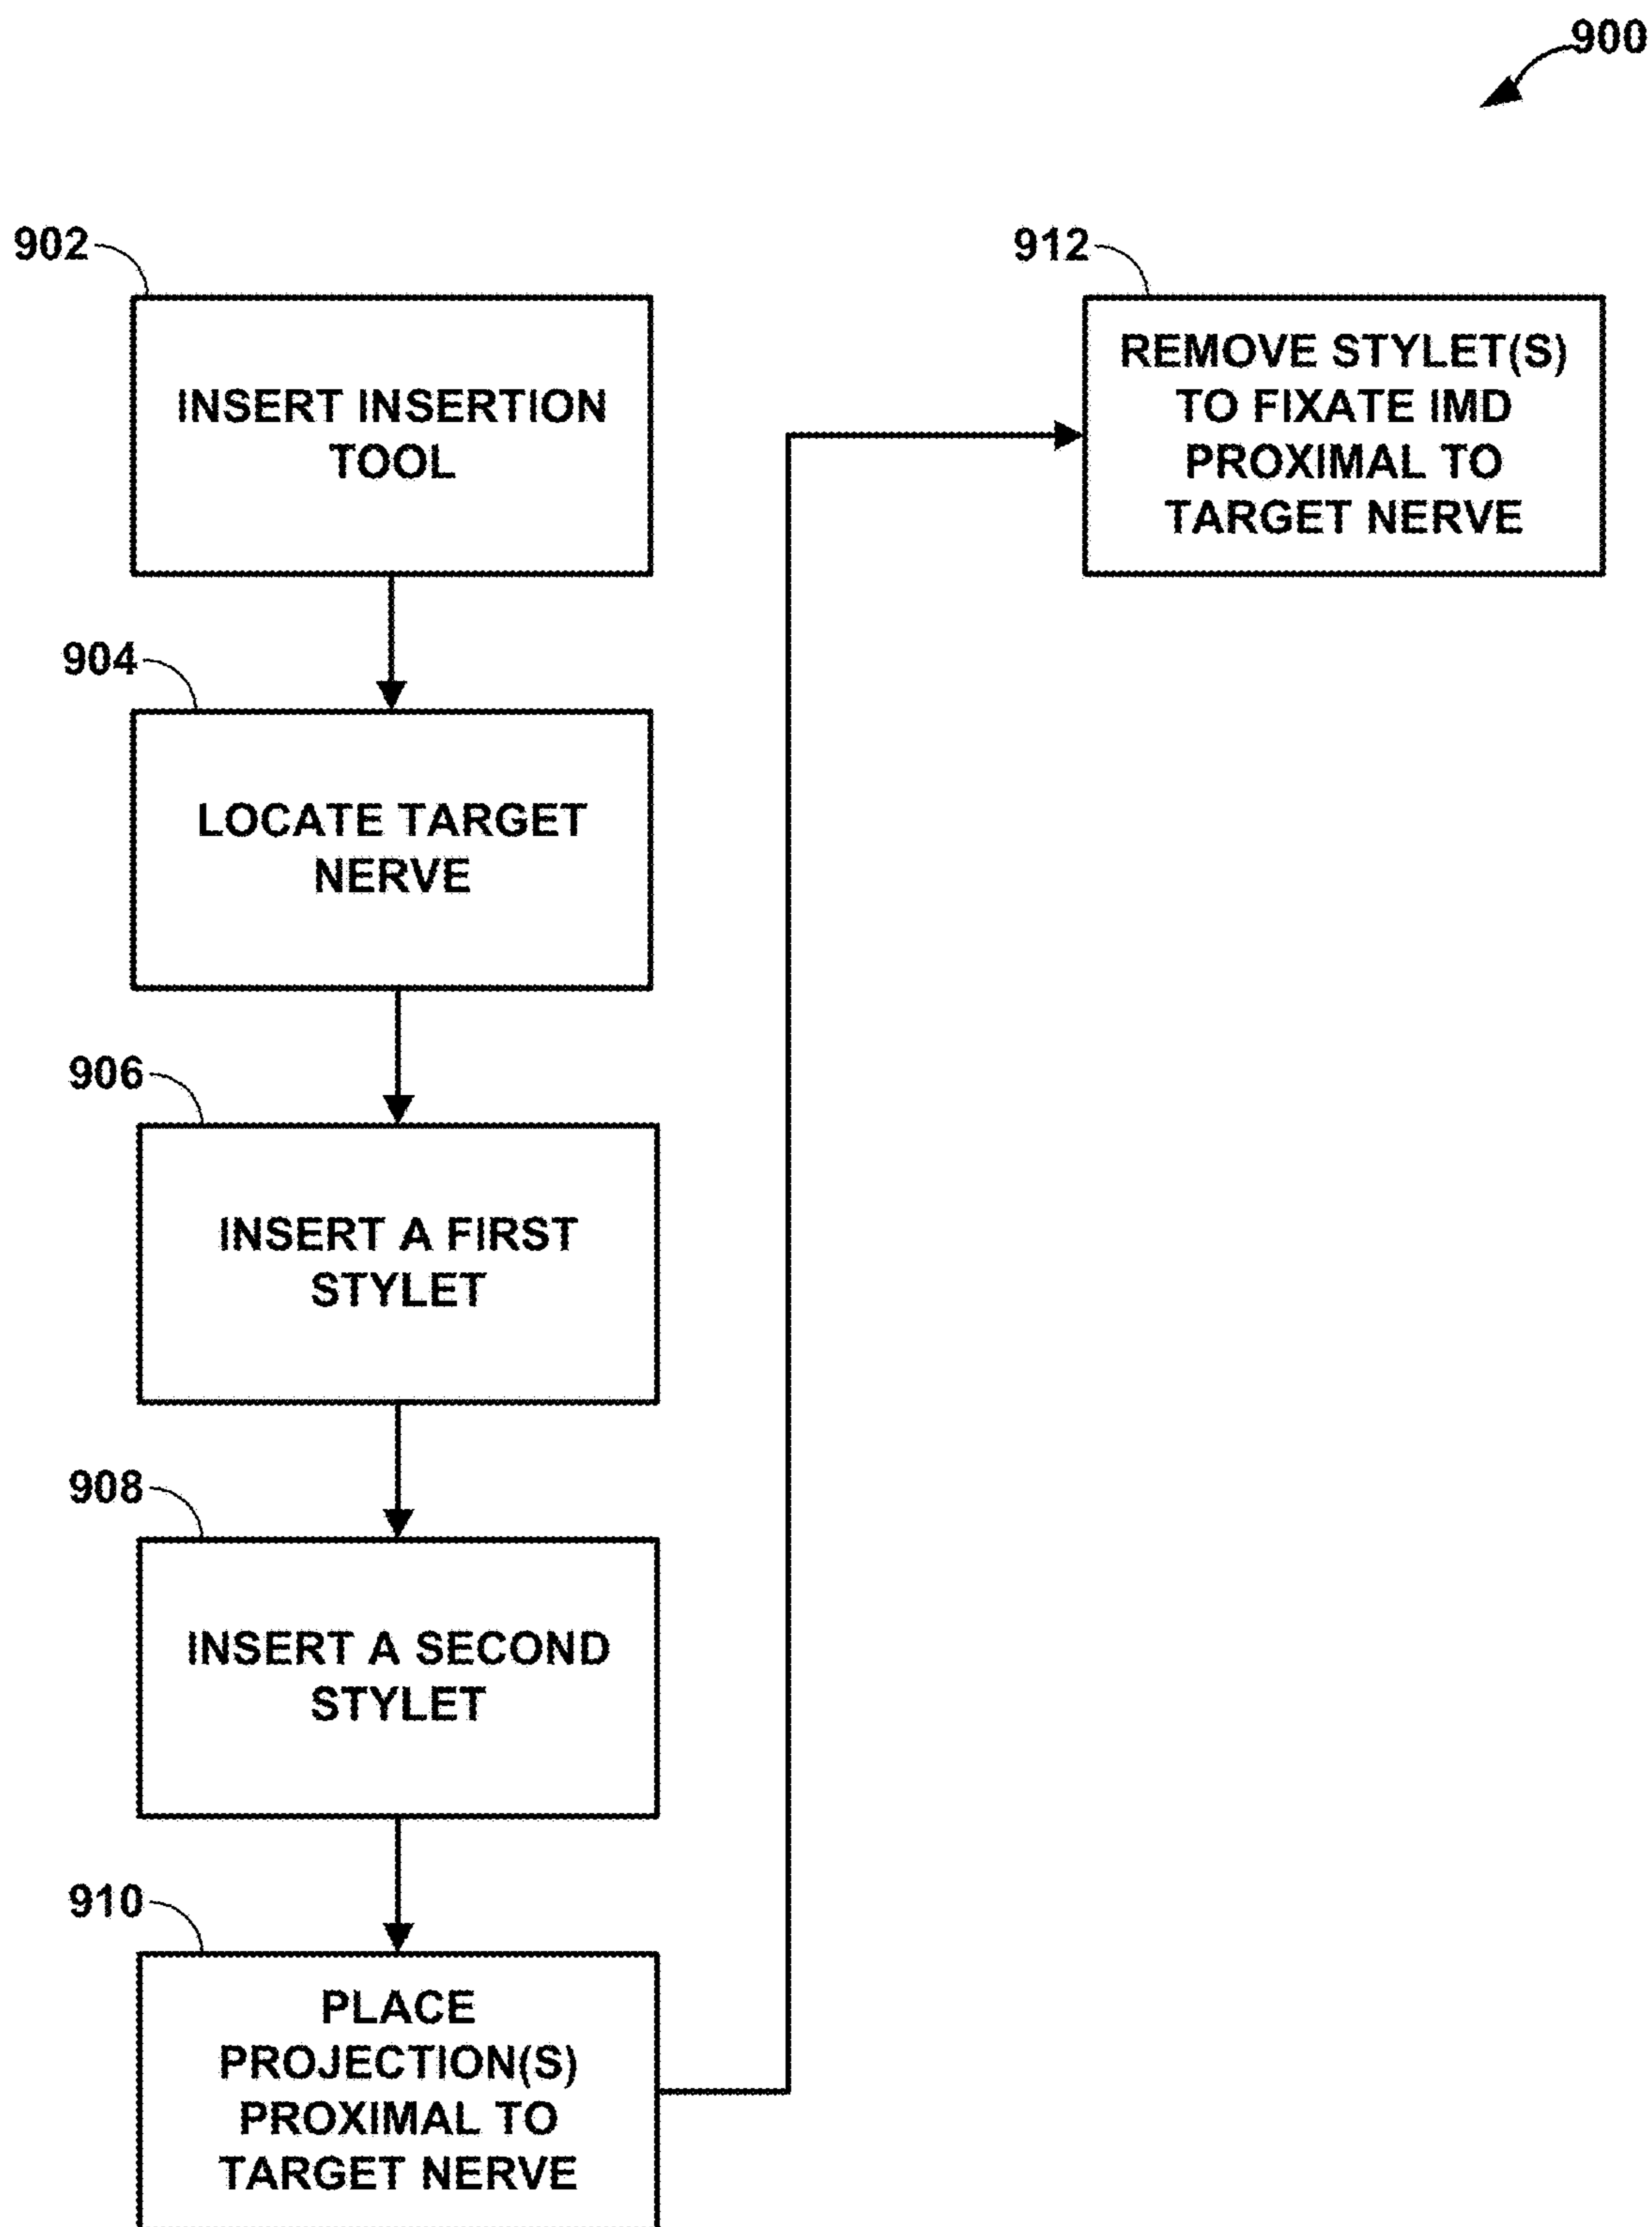 900
902
INSERT INSERTION
TOOL
904
LOCATE TARGET
NERVE
906
INSERT A FIRST
STYLET
908
INSERT A SECOND
STYLET
910
PLACE
PROJECTION(S)
PROXIMAL TO
TARGET NERVE
912
REMOVE STYLET(S)
TO FIXATE IMD
PROXIMAL TO
TARGET NERVE